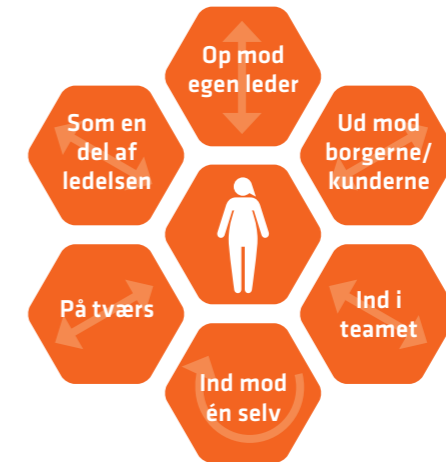 Op mod
egen leder
Ud mod
borgerne/
kunderne
Ind i
teamet
Ind mod
én selv
På tværs
Som en
del af
ledelsen